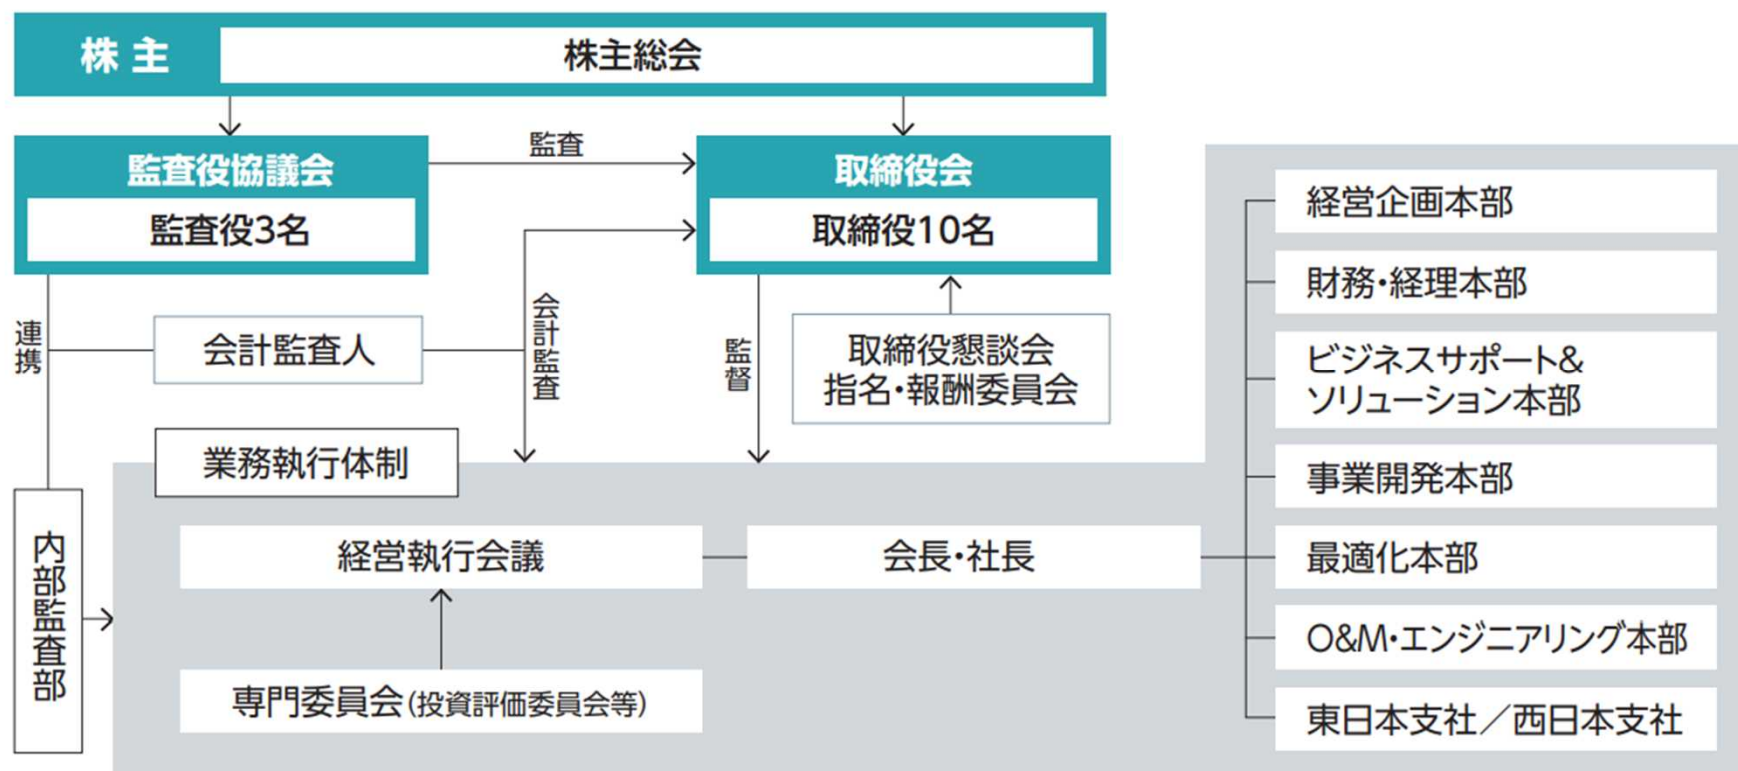 株 主
株主総会
監査役協議会
監査役3名
監査
取締役会
取締役10名
連携
会計監査人
会計監査
監督
取締役懇談会
指名・報酬委員会
業務執行体制
内部監査部
経営執行会議
会長・社長
専門委員会(投資評価委員会等)
経営企画本部
財務・経理本部
ビジネスサポート&
ソリューション本部
事業開発本部
最適化本部
O&M・エンジニアリング本部
東日本支社／西日本支社